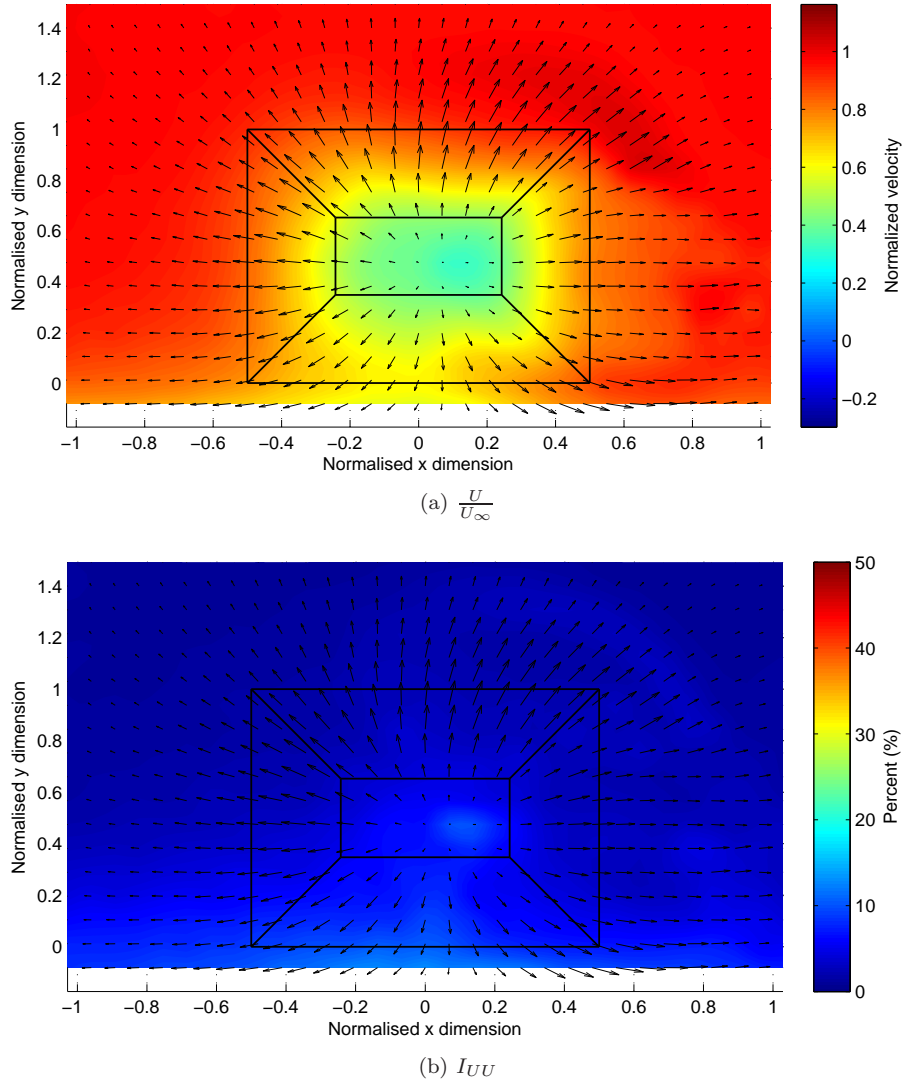 1.4
1.2
1
0.8
0.6
0.4
0.2
0
Normalised y dimension
−1 −0.8 −0.6 −0.4 −0.2 0 0.2 0.4 0.6 0.8 1
Normalised x dimension
1
0.8
0.6
0.4
0.2
0
−0.2
Normalized velocity
(a) U/U∞
1.4
1.2
1
0.8
0.6
0.4
0.2
0
Normalised y dimension
−1 −0.8 −0.6 −0.4 −0.2 0 0.2 0.4 0.6 0.8 1
Normalised x dimension
50
40
30
20
10
0
Percent (%)
(b) I_UU